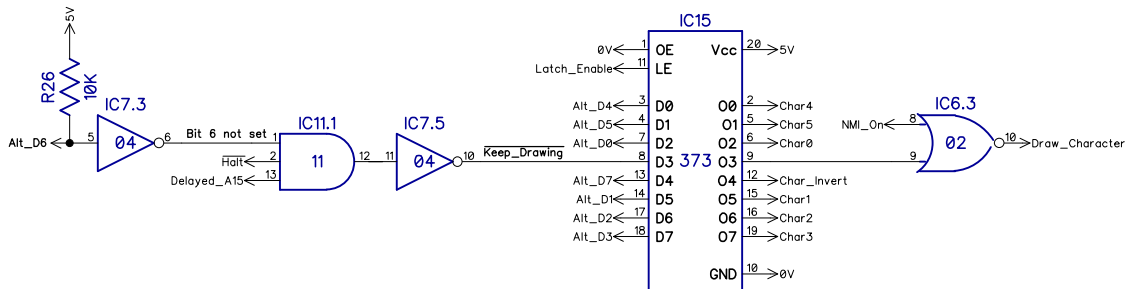 5V
R26
10K
IC7.3
Alt_D6
5
04
6
Bit 6 not set
IC11.1
1
Halt
2
Delayed_A15
13
11
12
IC7.5
11
04
10
Keep_Drawing
IC15
373
0V 1 OE
Latch_Enable 11 LE
Alt_D4 3 D0
Alt_D5 4 D1
Alt_D0 7 D2
8 D3
Alt_D7 13 D4
Alt_D1 14 D5
Alt_D2 17 D6
Alt_D3 18 D7
Vcc 20 5V
O0 2 Char4
O1 5 Char5
O2 6 Char0
O3 9
O4 12 Char_Invert
O5 15 Char1
O6 16 Char2
O7 19 Char3
GND 10 0V
IC6.3
NMI_On 8
9
02
10 Draw_Character